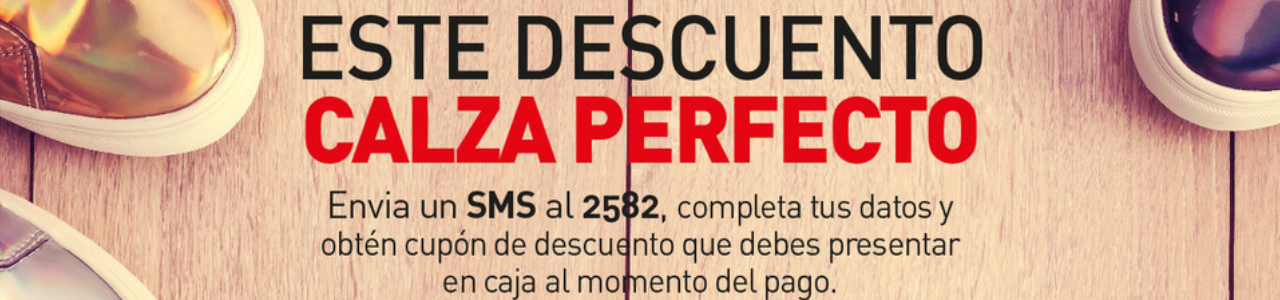 ESTE DESCUENTO
CALZA PERFECTO
Envia un SMS al 2582, completa tus datos y
obtén cupón de descuento que debes presentar
en caja al momento del pago.